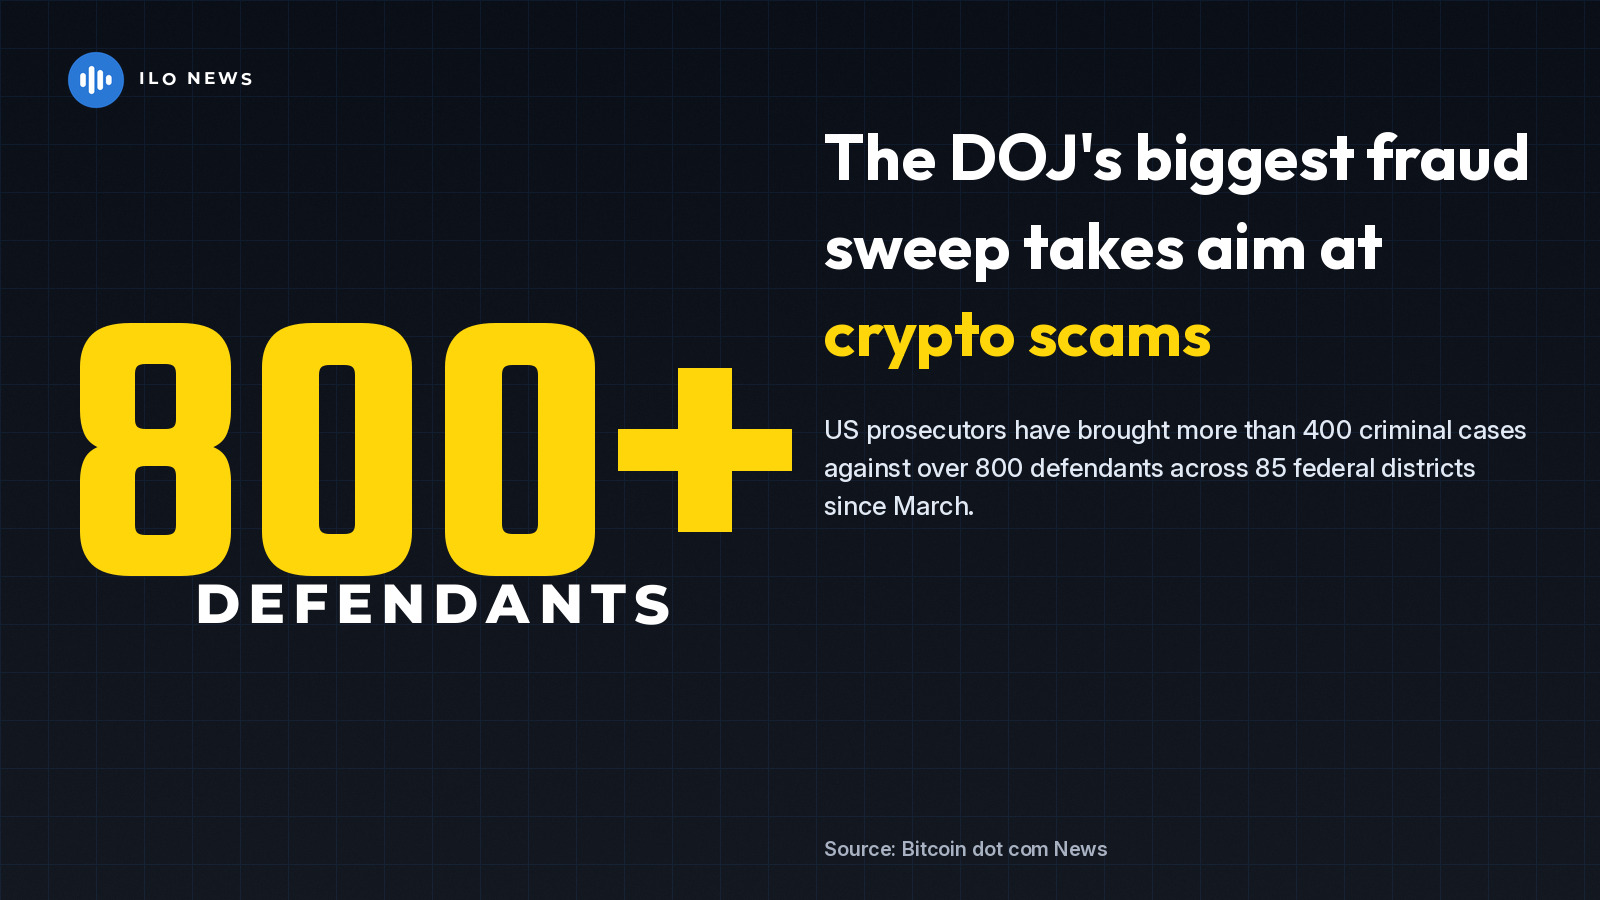 ILO NEWS
800+
DEFENDANTS
The DOJ's biggest fraud
sweep takes aim at
crypto scams
US prosecutors have brought more than 400 criminal cases
against over 800 defendants across 85 federal districts
since March.
Source: Bitcoin dot com News